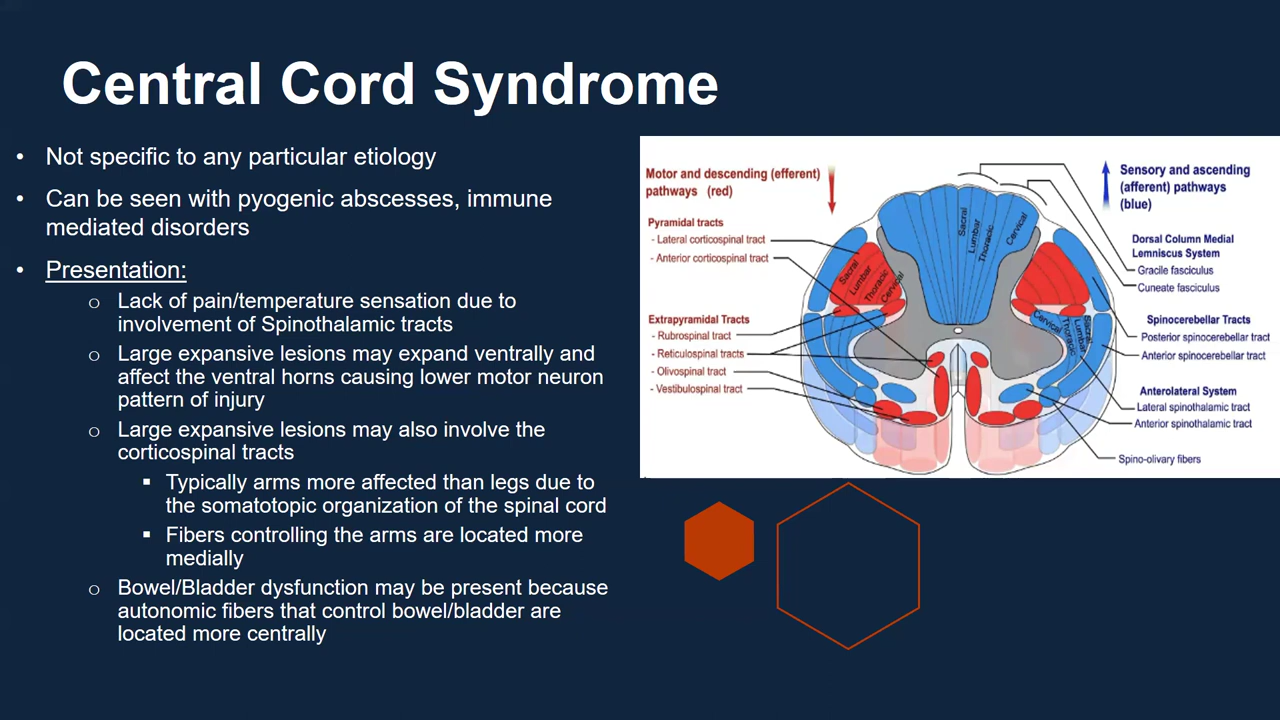 Central Cord Syndrome
• Not specific to any particular etiology
• Can be seen with pyogenic abscesses, immune
mediated disorders
• Presentation:
o Lack of pain/temperature sensation due to
involvement of Spinothalamic tracts
o Large expansive lesions may expand ventrally and
affect the ventral horns causing lower motor neuron
pattern of injury
o Large expansive lesions may also involve the
corticospinal tracts
▪ Typically arms more affected than legs due to
the somatotopic organization of the spinal cord
▪ Fibers controlling the arms are located more
medially
o Bowel/Bladder dysfunction may be present because
autonomic fibers that control bowel/bladder are
located more centrally
Motor and descending (efferent)
pathways (red)
Pyramidal tracts
- Lateral corticospinal tract
- Anterior corticospinal tract
Extrapyramidal Tracts
- Rubrospinal tract
- Reticulospinal tracts
- Olivospinal tract
- Vestibulospinal tract
Sacral
Lumbar
Thoracic
Cervical
Sacral
Lumbar
Thoracic
Cervical
Cervical
Thoracic
Lumbar
Sacral
Sensory and ascending
(afferent) pathways
(blue)
Dorsal Column Medial
Lemniscus System
- Gracile fasciculus
- Cuneate fasciculus
Spinocerebellar Tracts
- Posterior spinocerebellar tract
- Anterior spinocerebellar tract
Anterolateral System
- Lateral spinothalamic tract
- Anterior spinothalamic tract
- Spino-olivary fibers